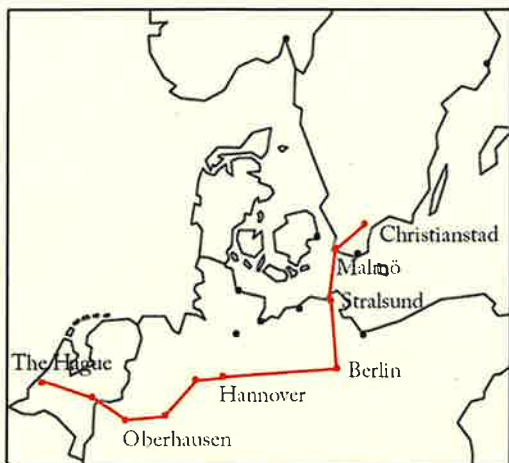 Christianstad
Malmö
Stralsund
The Hague
Berlin
Hannover
Oberhausen